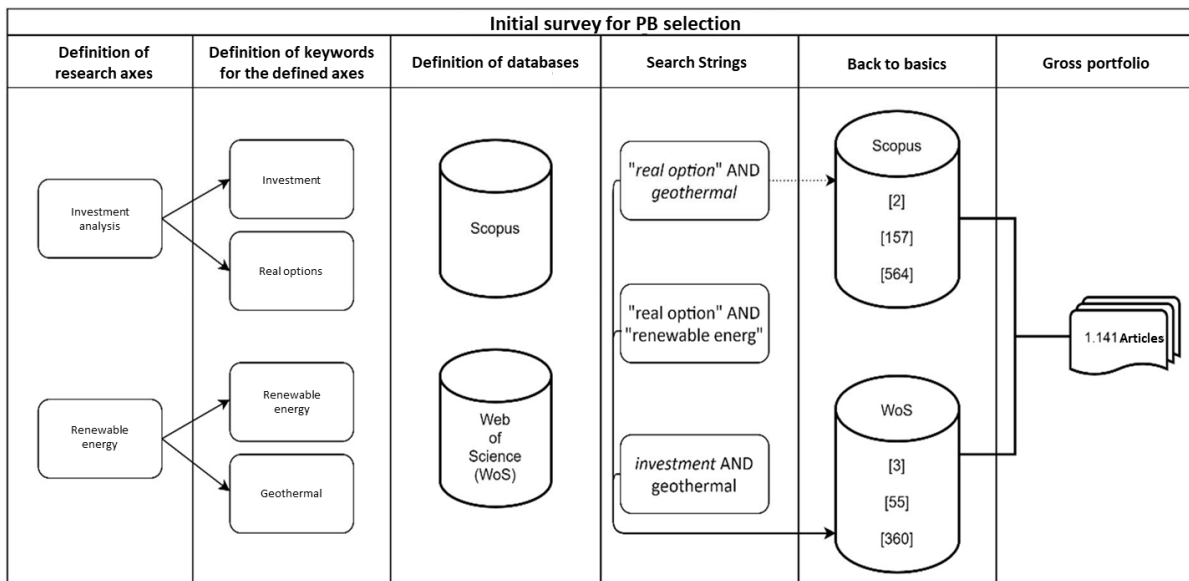 Initial survey for PB selection
Definition of
research axes
Definition of keywords
for the defined axes
Definition of databases
Search Strings
Back to basics
Gross portfolio
Investment
analysis
Investment
Real options
Renewable
energy
Renewable
energy
Geothermal
Scopus
Web
of
Science
(WoS)
"real option" AND
geothermal
"real option" AND
"renewable energ"
investment AND
geothermal
Scopus
[2]
[157]
[564]
WoS
[3]
[55]
[360]
1.141 Articles